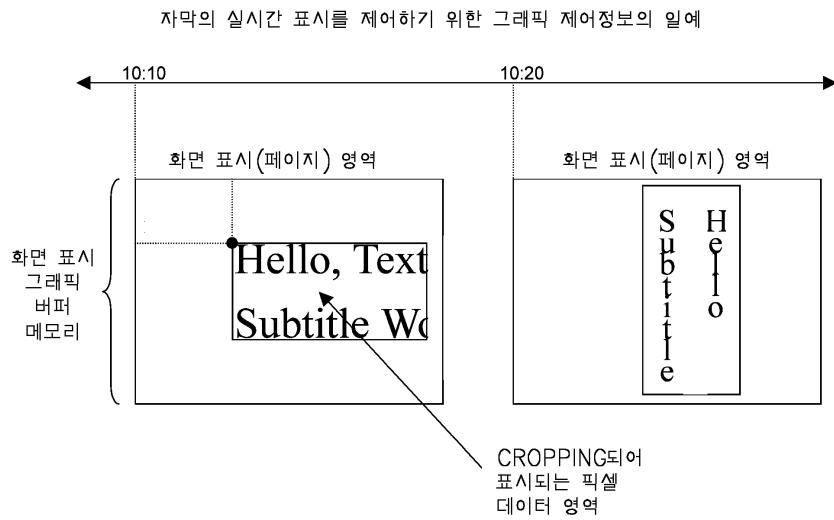 자막의 실시간 표시를 제어하기 위한 그래픽 제어정보의 일예
10:10
10:20
화면 표시(페이지) 영역
화면 표시(페이지) 영역
화면 표시
그래픽
버퍼
메모리
Hello, Text
Subtitle Wo
Subtitle
Hello
CROPPING되어
표시되는 픽셀
데이터 영역